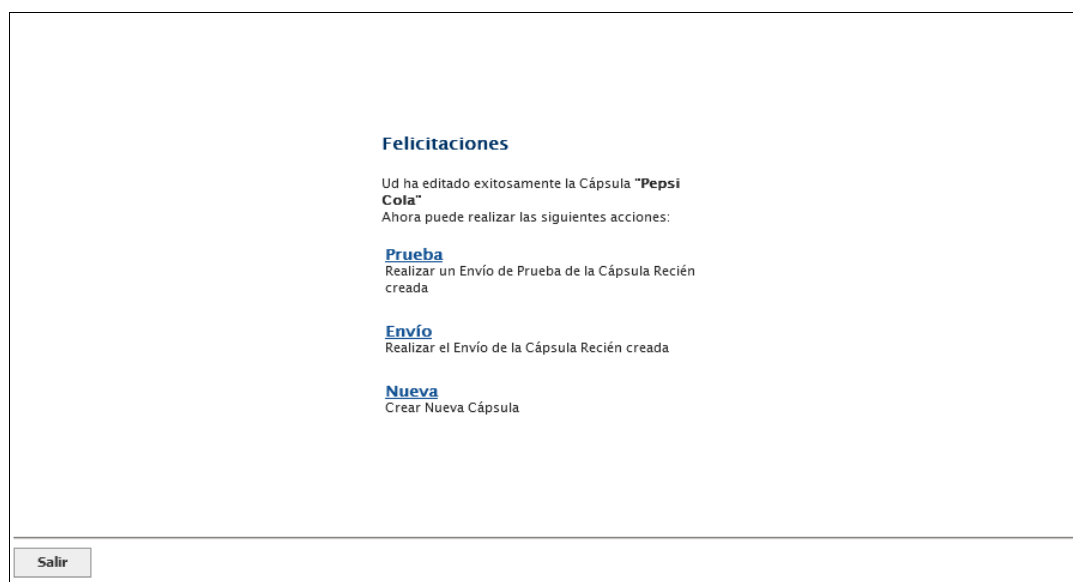 Felicitaciones
Ud ha editado exitosamente la Cápsula "Pepsi
Cola"
Ahora puede realizar las siguientes acciones:
Prueba
Realizar un Envío de Prueba de la Cápsula Recién
creada
Envío
Realizar el Envío de la Cápsula Recién creada
Nueva
Crear Nueva Cápsula
Salir